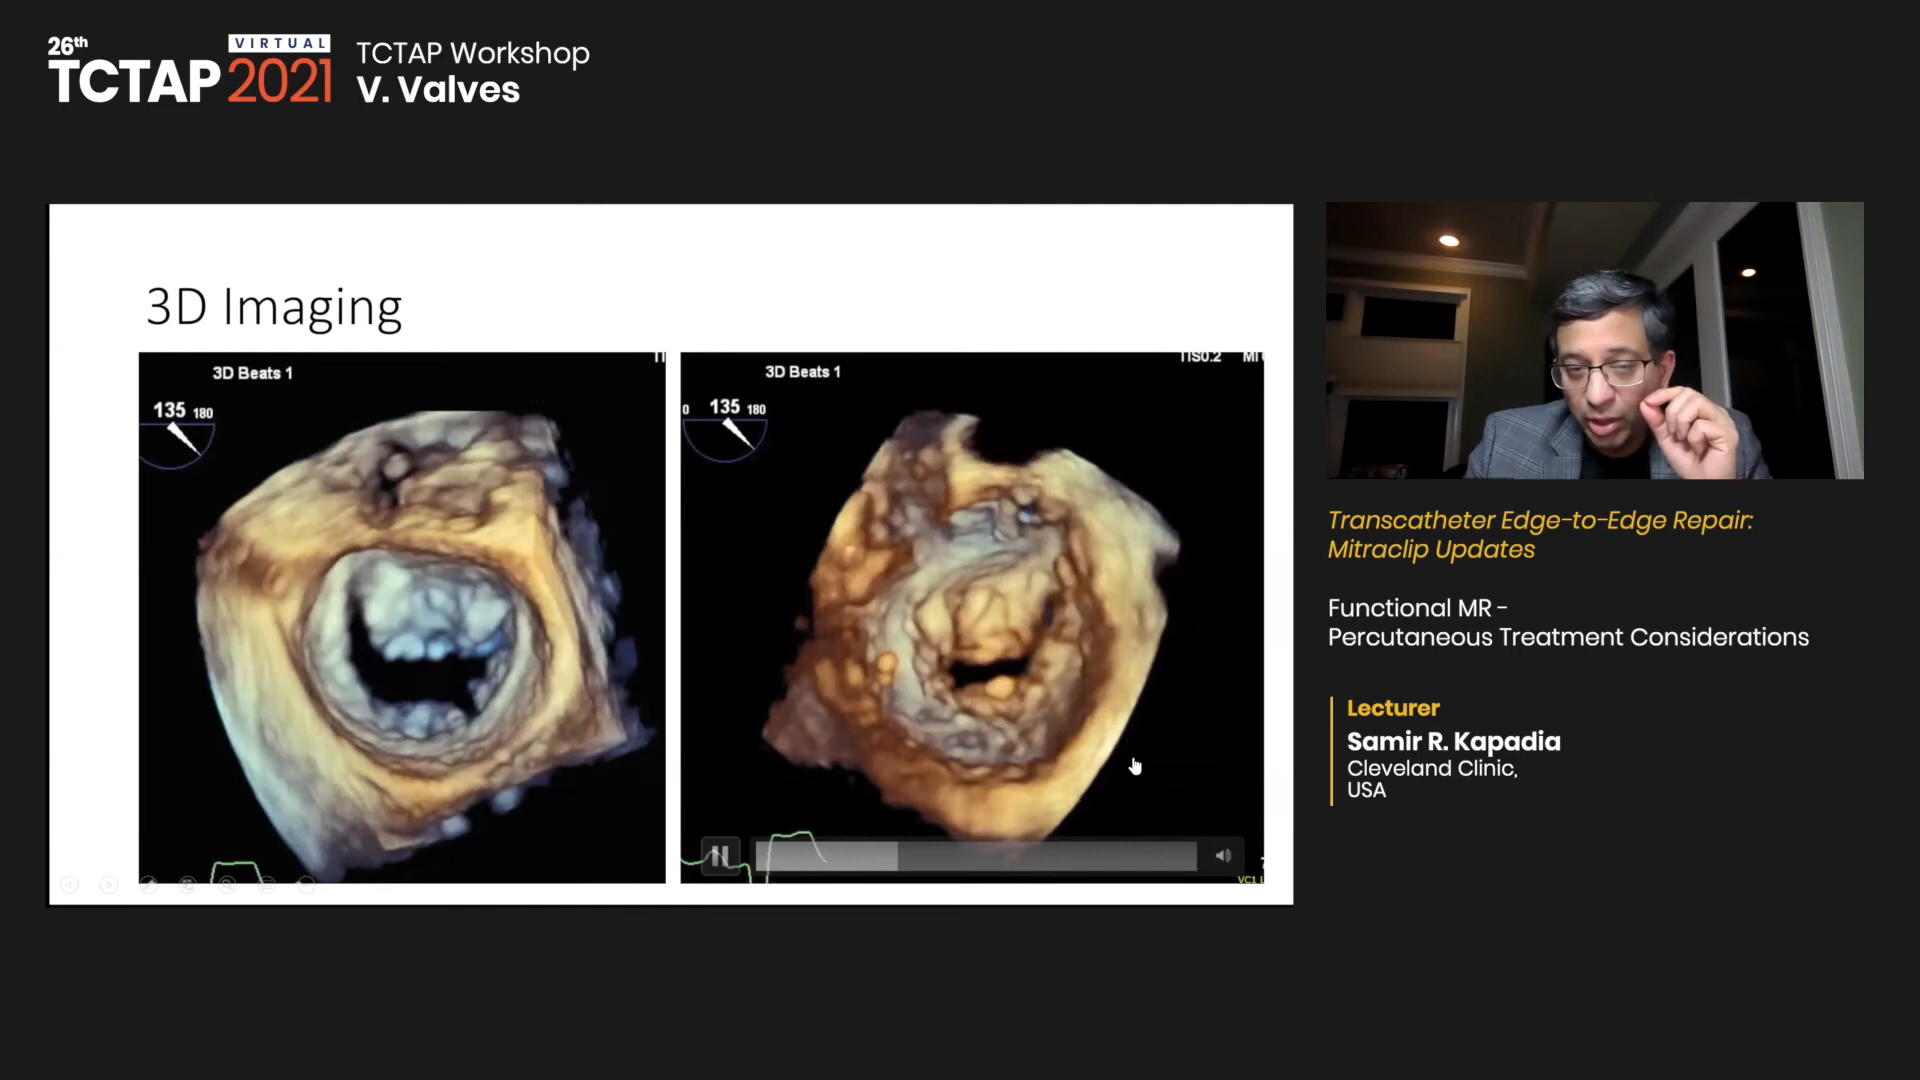 26th
VIRTUAL
TCTAP 2021
TCTAP Workshop
V. Valves
3D Imaging
3D Beats 1
135 180
3D Beats 1
TIS0.2 MI
0 135 180
VC1
Transcatheter Edge-to-Edge Repair:
Mitraclip Updates
Functional MR -
Percutaneous Treatment Considerations
Lecturer
Samir R. Kapadia
Cleveland Clinic,
USA